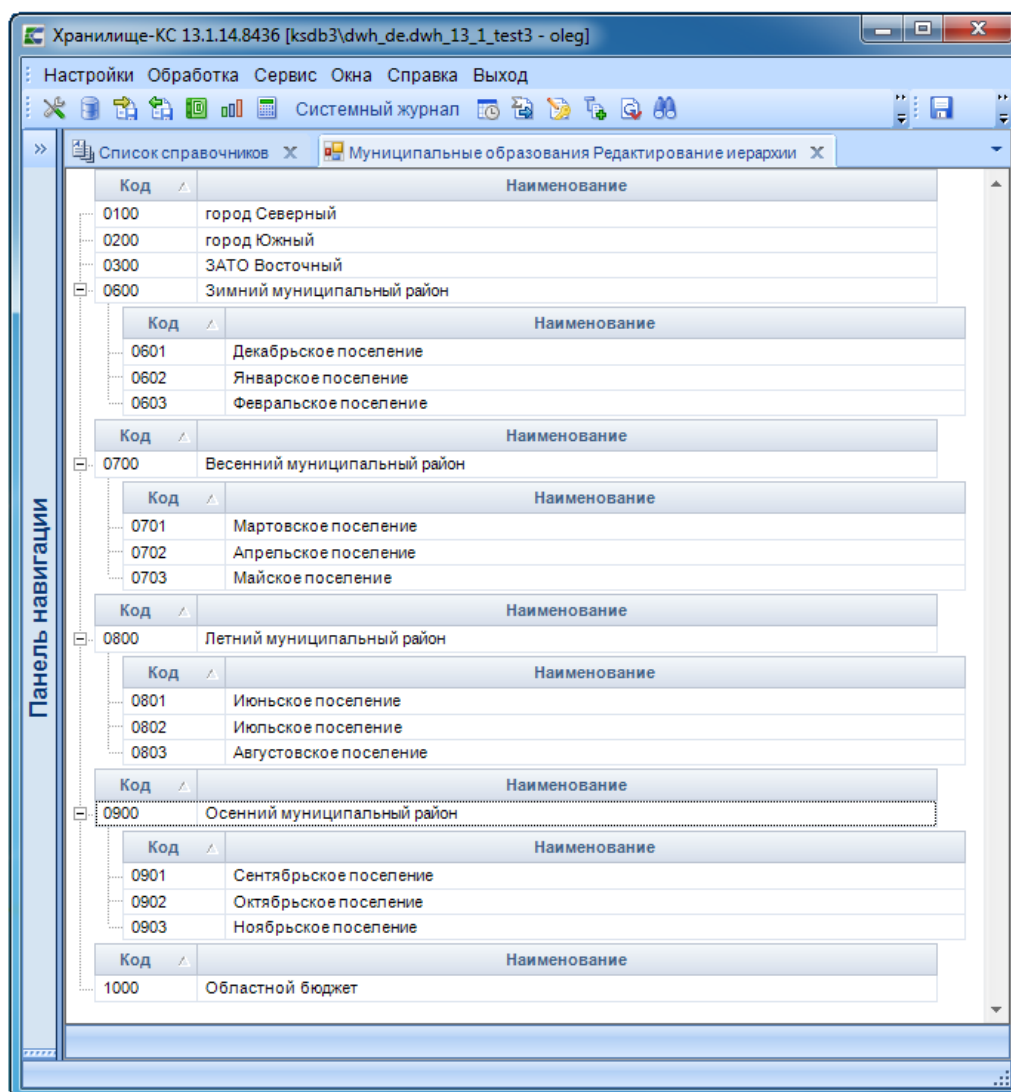 Хранилище-КС 13.1.14.8436 [ksdb3\dwh_de.dwh_13_1_test3 - oleg]
Настройки Обработка Сервис Окна Справка Выход
Системный журнал
Список справочников X Муниципальные образования Редактирование иерархии X
Панель навигации
Код Наименование
0100 город Северный
0200 город Южный
0300 ЗАТО Восточный
0600 Зимний муниципальный район
Код Наименование
0601 Декабрьское поселение
0602 Январское поселение
0603 Февральское поселение
Код Наименование
0700 Весенний муниципальный район
Код Наименование
0701 Мартовское поселение
0702 Апрельское поселение
0703 Майское поселение
Код Наименование
0800 Летний муниципальный район
Код Наименование
0801 Июньское поселение
0802 Июльское поселение
0803 Августовское поселение
Код Наименование
0900 Осенний муниципальный район
Код Наименование
0901 Сентябрьское поселение
0902 Октябрьское поселение
0903 Ноябрьское поселение
Код Наименование
1000 Областной бюджет